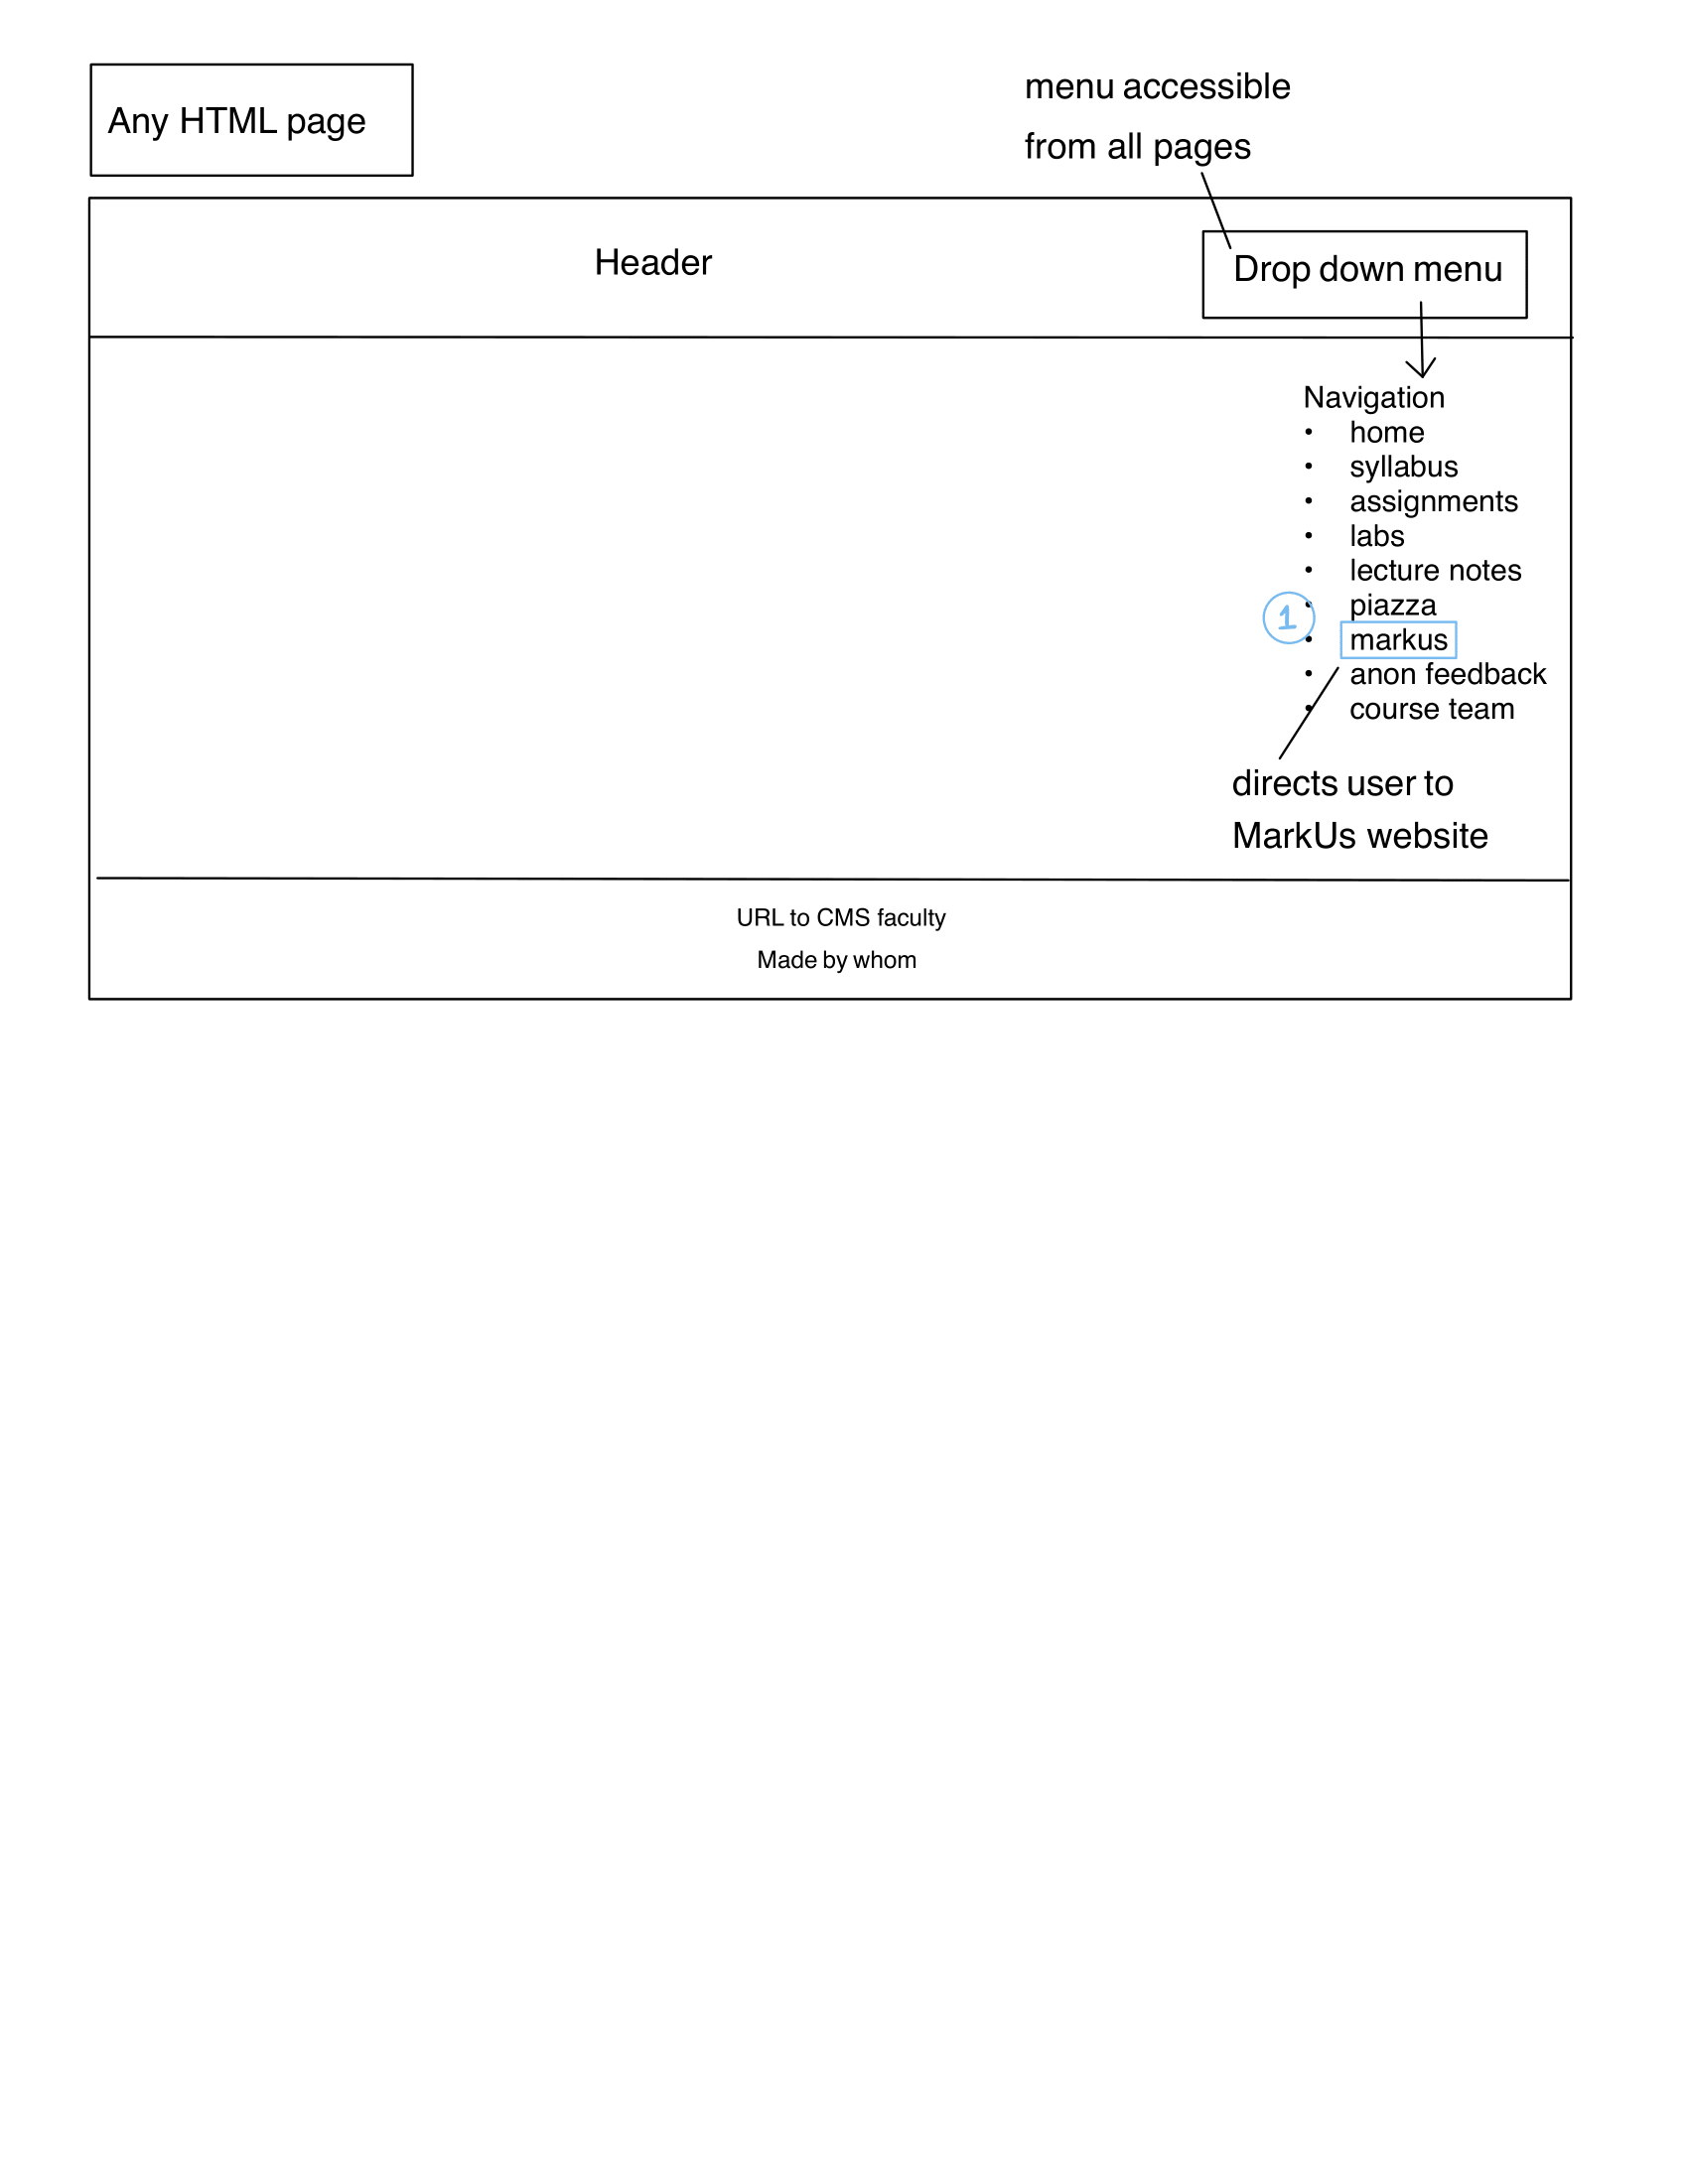 Any HTML page
menu accessible
from all pages
Header
Drop down menu
Navigation
• home
• syllabus
• assignments
• labs
• lecture notes
• piazza
1
• markus
• anon feedback
• course team
directs user to
MarkUs website
URL to CMS faculty
Made by whom